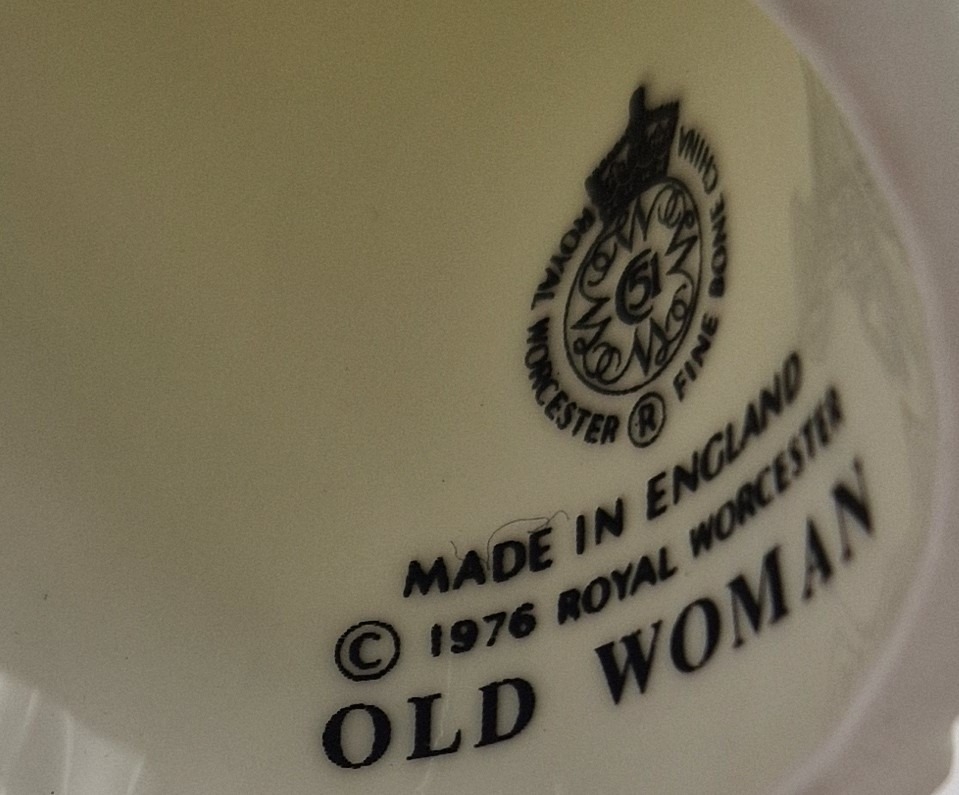 ROYAL WORCESTER ® FINE BONE CHINA
51
MADE IN ENGLAND
© 1976 ROYAL WORCESTER
OLD WOMAN